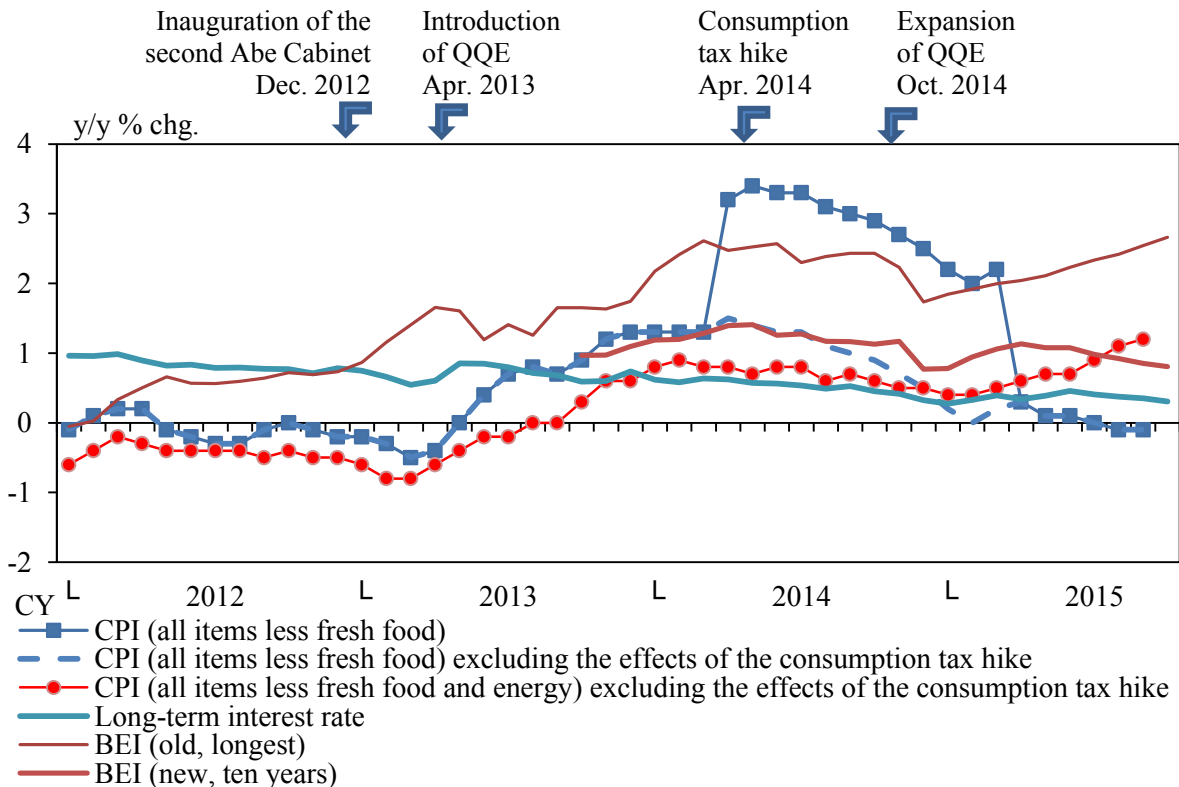 Inauguration of the
second Abe Cabinet
Dec. 2012
Introduction
of QQE
Apr. 2013
Consumption
tax hike
Apr. 2014
Expansion
of QQE
Oct. 2014
y/y % chg.
4
3
2
1
0
-1
-2
CY
2012
2013
2014
2015
CPI (all items less fresh food)
CPI (all items less fresh food) excluding the effects of the consumption tax hike
CPI (all items less fresh food and energy) excluding the effects of the consumption tax hike
Long-term interest rate
BEI (old, longest)
BEI (new, ten years)